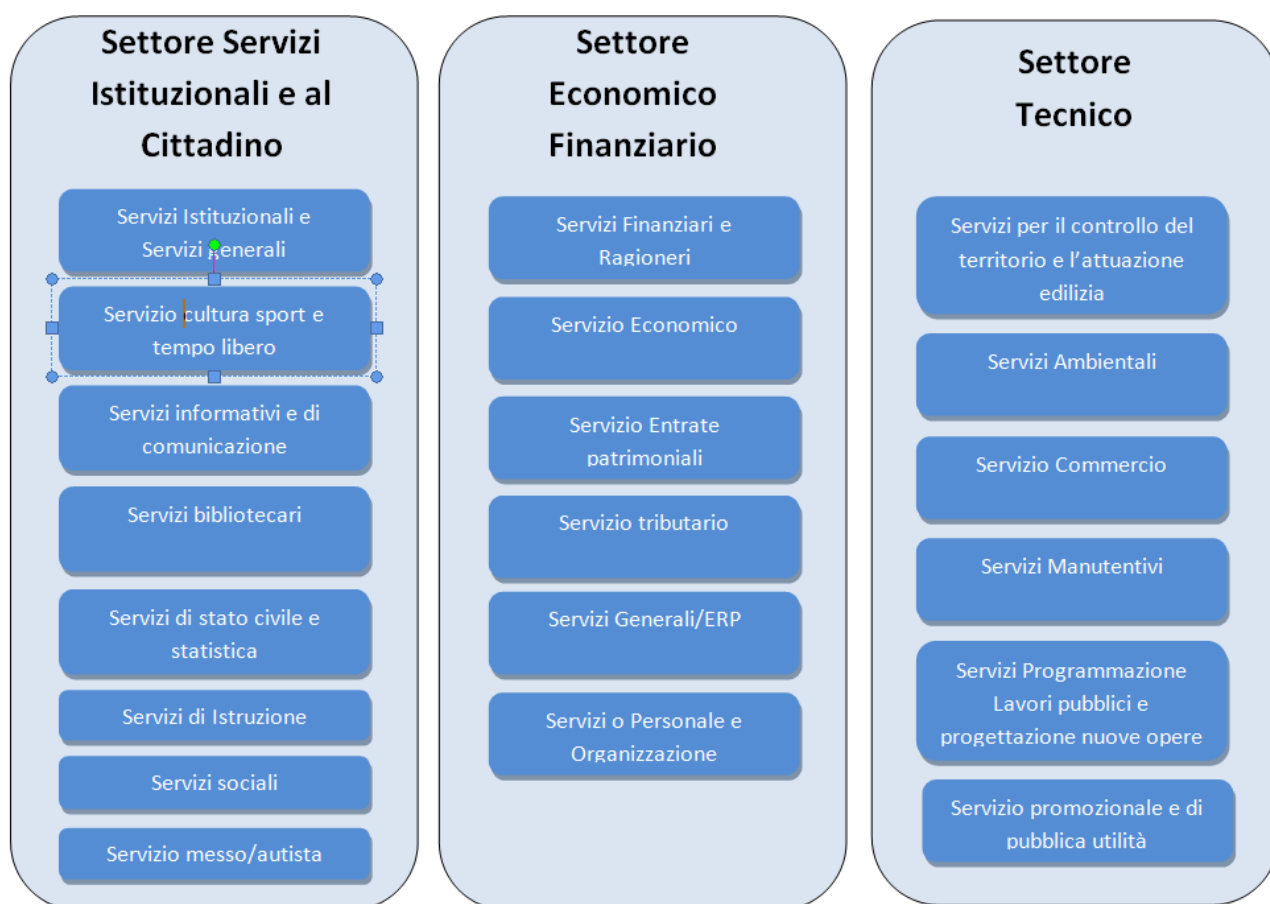 Settore Servizi
Istituzionali e al
Cittadino
Servizi Istituzionali e
Servizi generali
Servizio cultura sport e
tempo libero
Servizi informativi e di
comunicazione
Servizi bibliotecari
Servizi di stato civile e
statistica
Servizi di Istruzione
Servizi sociali
Servizio messo/autista
Settore
Economico
Finanziario
Servizi Finanziari e
Ragioneri
Servizio Economico
Servizio Entrate
patrimoniali
Servizio tributario
Servizi Generali/ERP
Servizi o Personale e
Organizzazione
Settore
Tecnico
Servizi per il controllo del
territorio e l’attuazione
edilizia
Servizi Ambientali
Servizio Commercio
Servizi Manutentivi
Servizi Programmazione
Lavori pubblici e
progettazione nuove opere
Servizio promozionale e di
pubblica utilità